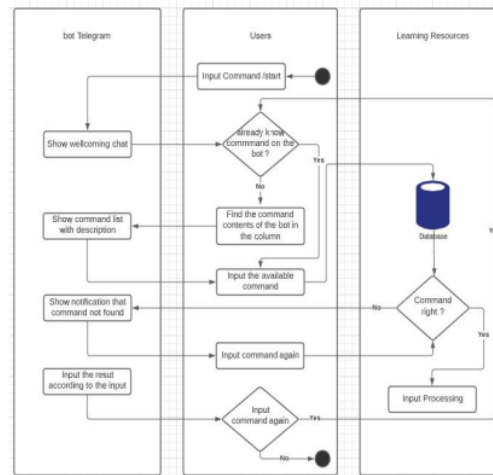 bot Telegram
Users
Learning Resources
Input Command /start
Show wellcoming chat
already know
commmand on the
bot ?
Yes
No
Find the command
contents of the bot in
the column
Show command list
with description
Database
Input the available
command
Show notification that
command not found
No
Command
right ?
Yes
Input command again
Input the resut
according to the input
Input Processing
Input
command again
Yes
No